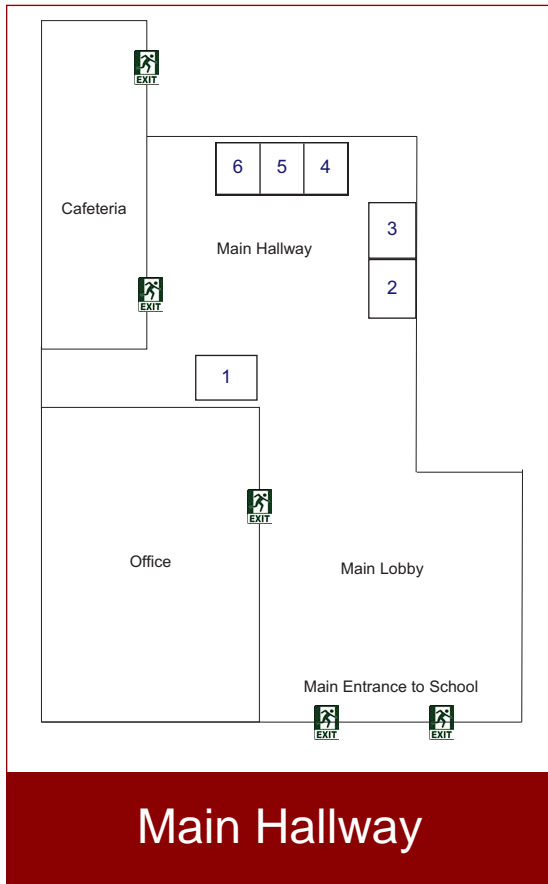 EXIT
6 5 4
Cafeteria
3
Main Hallway
2
EXIT
1
EXIT
Office
Main Lobby
Main Entrance to School
EXIT EXIT
Main Hallway